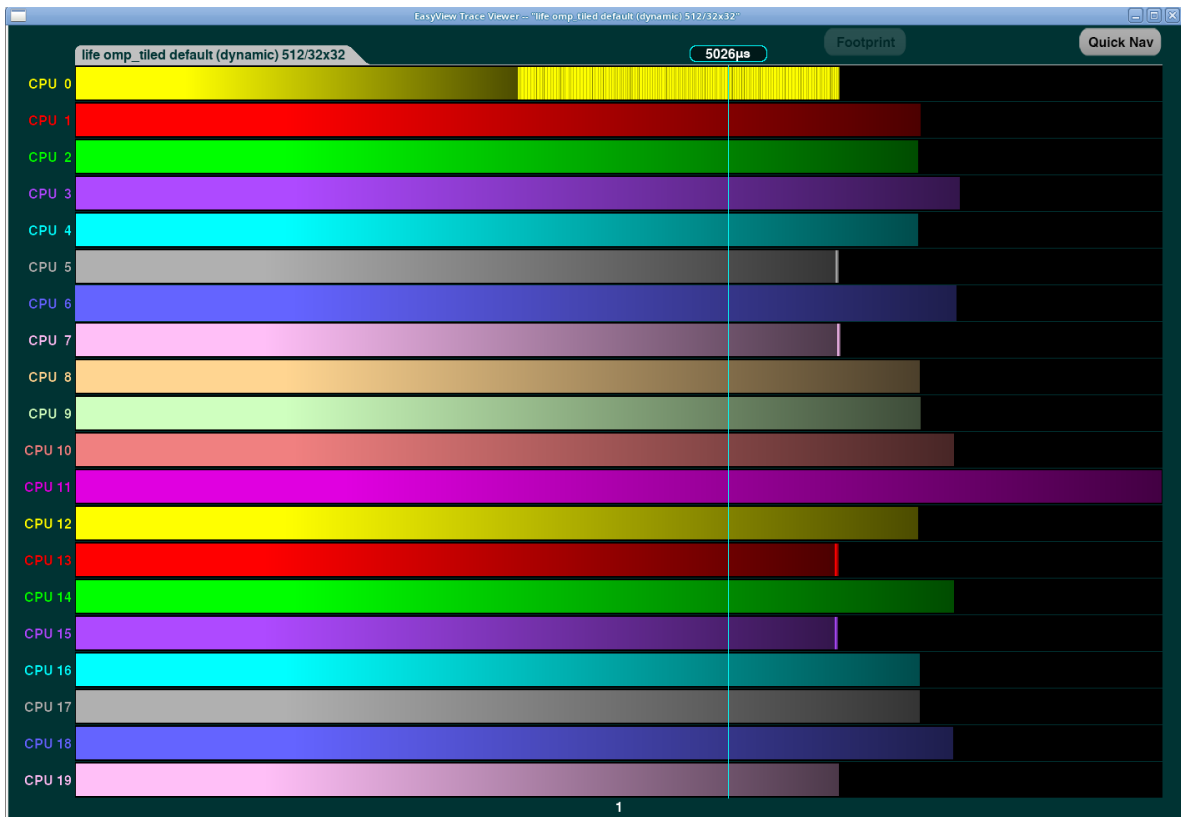 EasyView Trace Viewer -- "life omp_tiled default (dynamic) 512/32x32"
Footprint
Quick Nav
life omp_tiled default (dynamic) 512/32x32
5026µs
CPU 0
CPU 1
CPU 2
CPU 3
CPU 4
CPU 5
CPU 6
CPU 7
CPU 8
CPU 9
CPU 10
CPU 11
CPU 12
CPU 13
CPU 14
CPU 15
CPU 16
CPU 17
CPU 18
CPU 19
1